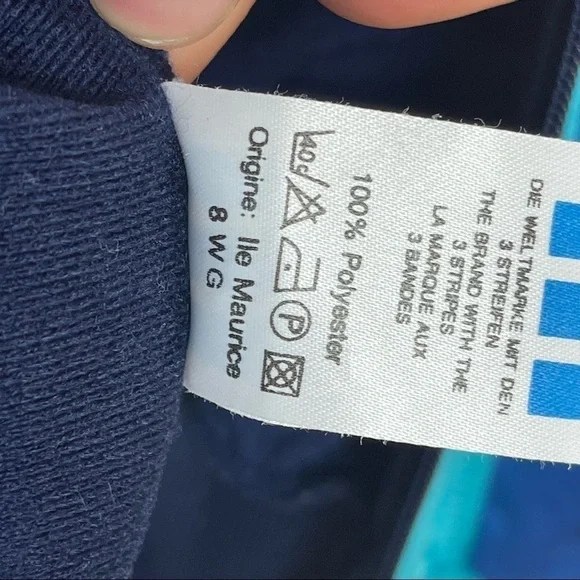 DIE WELTMARKE MIT DEN
3 STREIFEN
THE BRAND WITH THE
3 STRIPES
LA MARQUE AUX
3 BANDES
100% Polyester
40°
P
Origine: Ile Maurice
8 W G